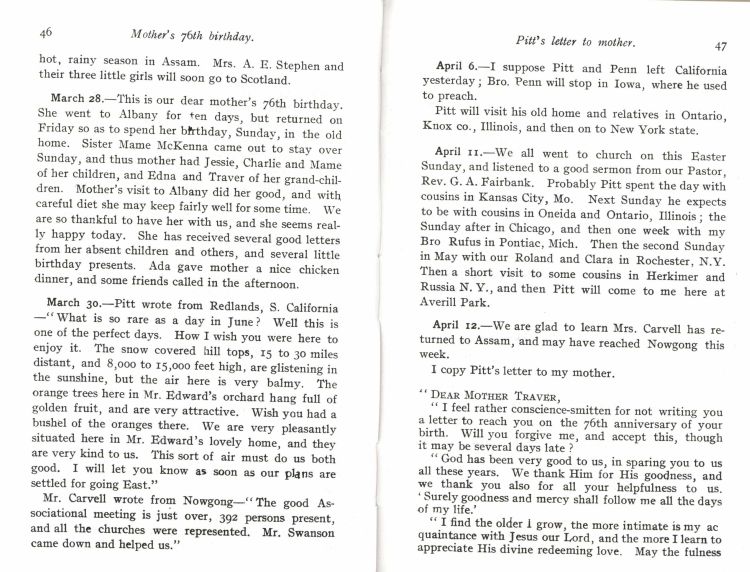 46
Mother's 76th birthday.
hot, rainy season in Assam. Mrs. A. E. Stephen and
their three little girls will soon go to Scotland.
March 28.—This is our dear mother's 76th birthday.
She went to Albany for ten days, but returned on
Friday so as to spend her birthday, Sunday, in the old
home. Sister Mame McKenna came out to stay over
Sunday, and thus mother had Jessie, Charlie and Mame
of her children, and Edna and Traver of her grand-chil-
dren. Mother's visit to Albany did her good, and with
careful diet she may keep fairly well for some time. We
are so thankful to have her with us, and she seems real-
ly happy today. She has received several good letters
from her absent children and others, and several little
birthday presents. Ada gave mother a nice chicken
dinner, and some friends called in the afternoon.
March 30.—Pitt wrote from Redlands, S. California
—"What is so rare as a day in June? Well this is
one of the perfect days. How I wish you were here to
enjoy it. The snow covered hill tops, 15 to 30 miles
distant, and 8,000 to 15,000 feet high, are glistening in
the sunshine, but the air here is very balmy. The
orange trees here in Mr. Edward's orchard hang full of
golden fruit, and are very attractive. Wish you had a
bushel of the oranges there. We are very pleasantly
situated here in Mr. Edward's lovely home, and they
are very kind to us. This sort of air must do us both
good. I will let you know as soon as our plans are
settled for going East."
Mr. Carvell wrote from Nowgong—"The good As-
sociational meeting is just over, 392 persons present,
and all the churches were represented. Mr. Swanson
came down and helped us."
Pitt's letter to mother.
47
April 6.—I suppose Pitt and Penn left California
yesterday; Bro. Penn will stop in Iowa, where he used
to preach.
Pitt will visit his old home and relatives in Ontario,
Knox co., Illinois, and then on to New York state.
April 11.—We all went to church on this Easter
Sunday, and listened to a good sermon from our Pastor,
Rev. G. A. Fairbank. Probably Pitt spent the day with
cousins in Kansas City, Mo. Next Sunday he expects
to be with cousins in Oneida and Ontario, Illinois; the
Sunday after in Chicago, and then one week with my
Bro Rufus in Pontiac, Mich. Then the second Sunday
in May with our Roland and Clara in Rochester, N.Y.
Then a short visit to some cousins in Herkimer and
Russia N. Y., and then Pitt will come to me here at
Averill Park.
April 12.—We are glad to learn Mrs. Carvell has re-
turned to Assam, and may have reached Nowgong this
week.
I copy Pitt's letter to my mother.
"DEAR MOTHER TRAVER,
"I feel rather conscience-smitten for not writing you
a letter to reach you on the 76th anniversary of your
birth. Will you forgive me, and accept this, though
it may be several days late?
"God has been very good to us, in sparing you to us
all these years. We thank Him for His goodness, and
we thank you also for all your helpfulness to us.
'Surely goodness and mercy shall follow me all the days
of my life.'
"I find the older I grow, the more intimate is my ac
quaintance with Jesus our Lord, and the more I learn to
appreciate His divine redeeming love. May the fulness